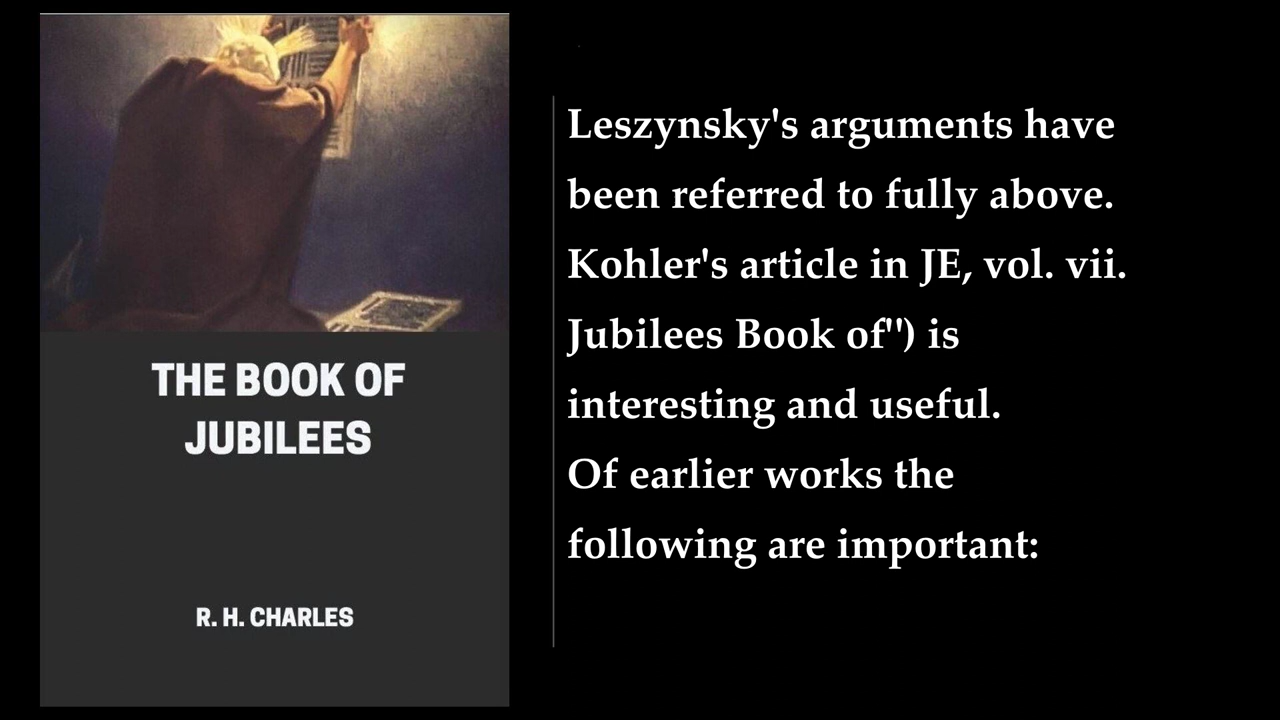 THE BOOK OF
JUBILEES
R. H. CHARLES
Leszynsky's arguments have
been referred to fully above.
Kohler's article in JE, vol. vii.
Jubilees Book of") is
interesting and useful.
Of earlier works the
following are important: